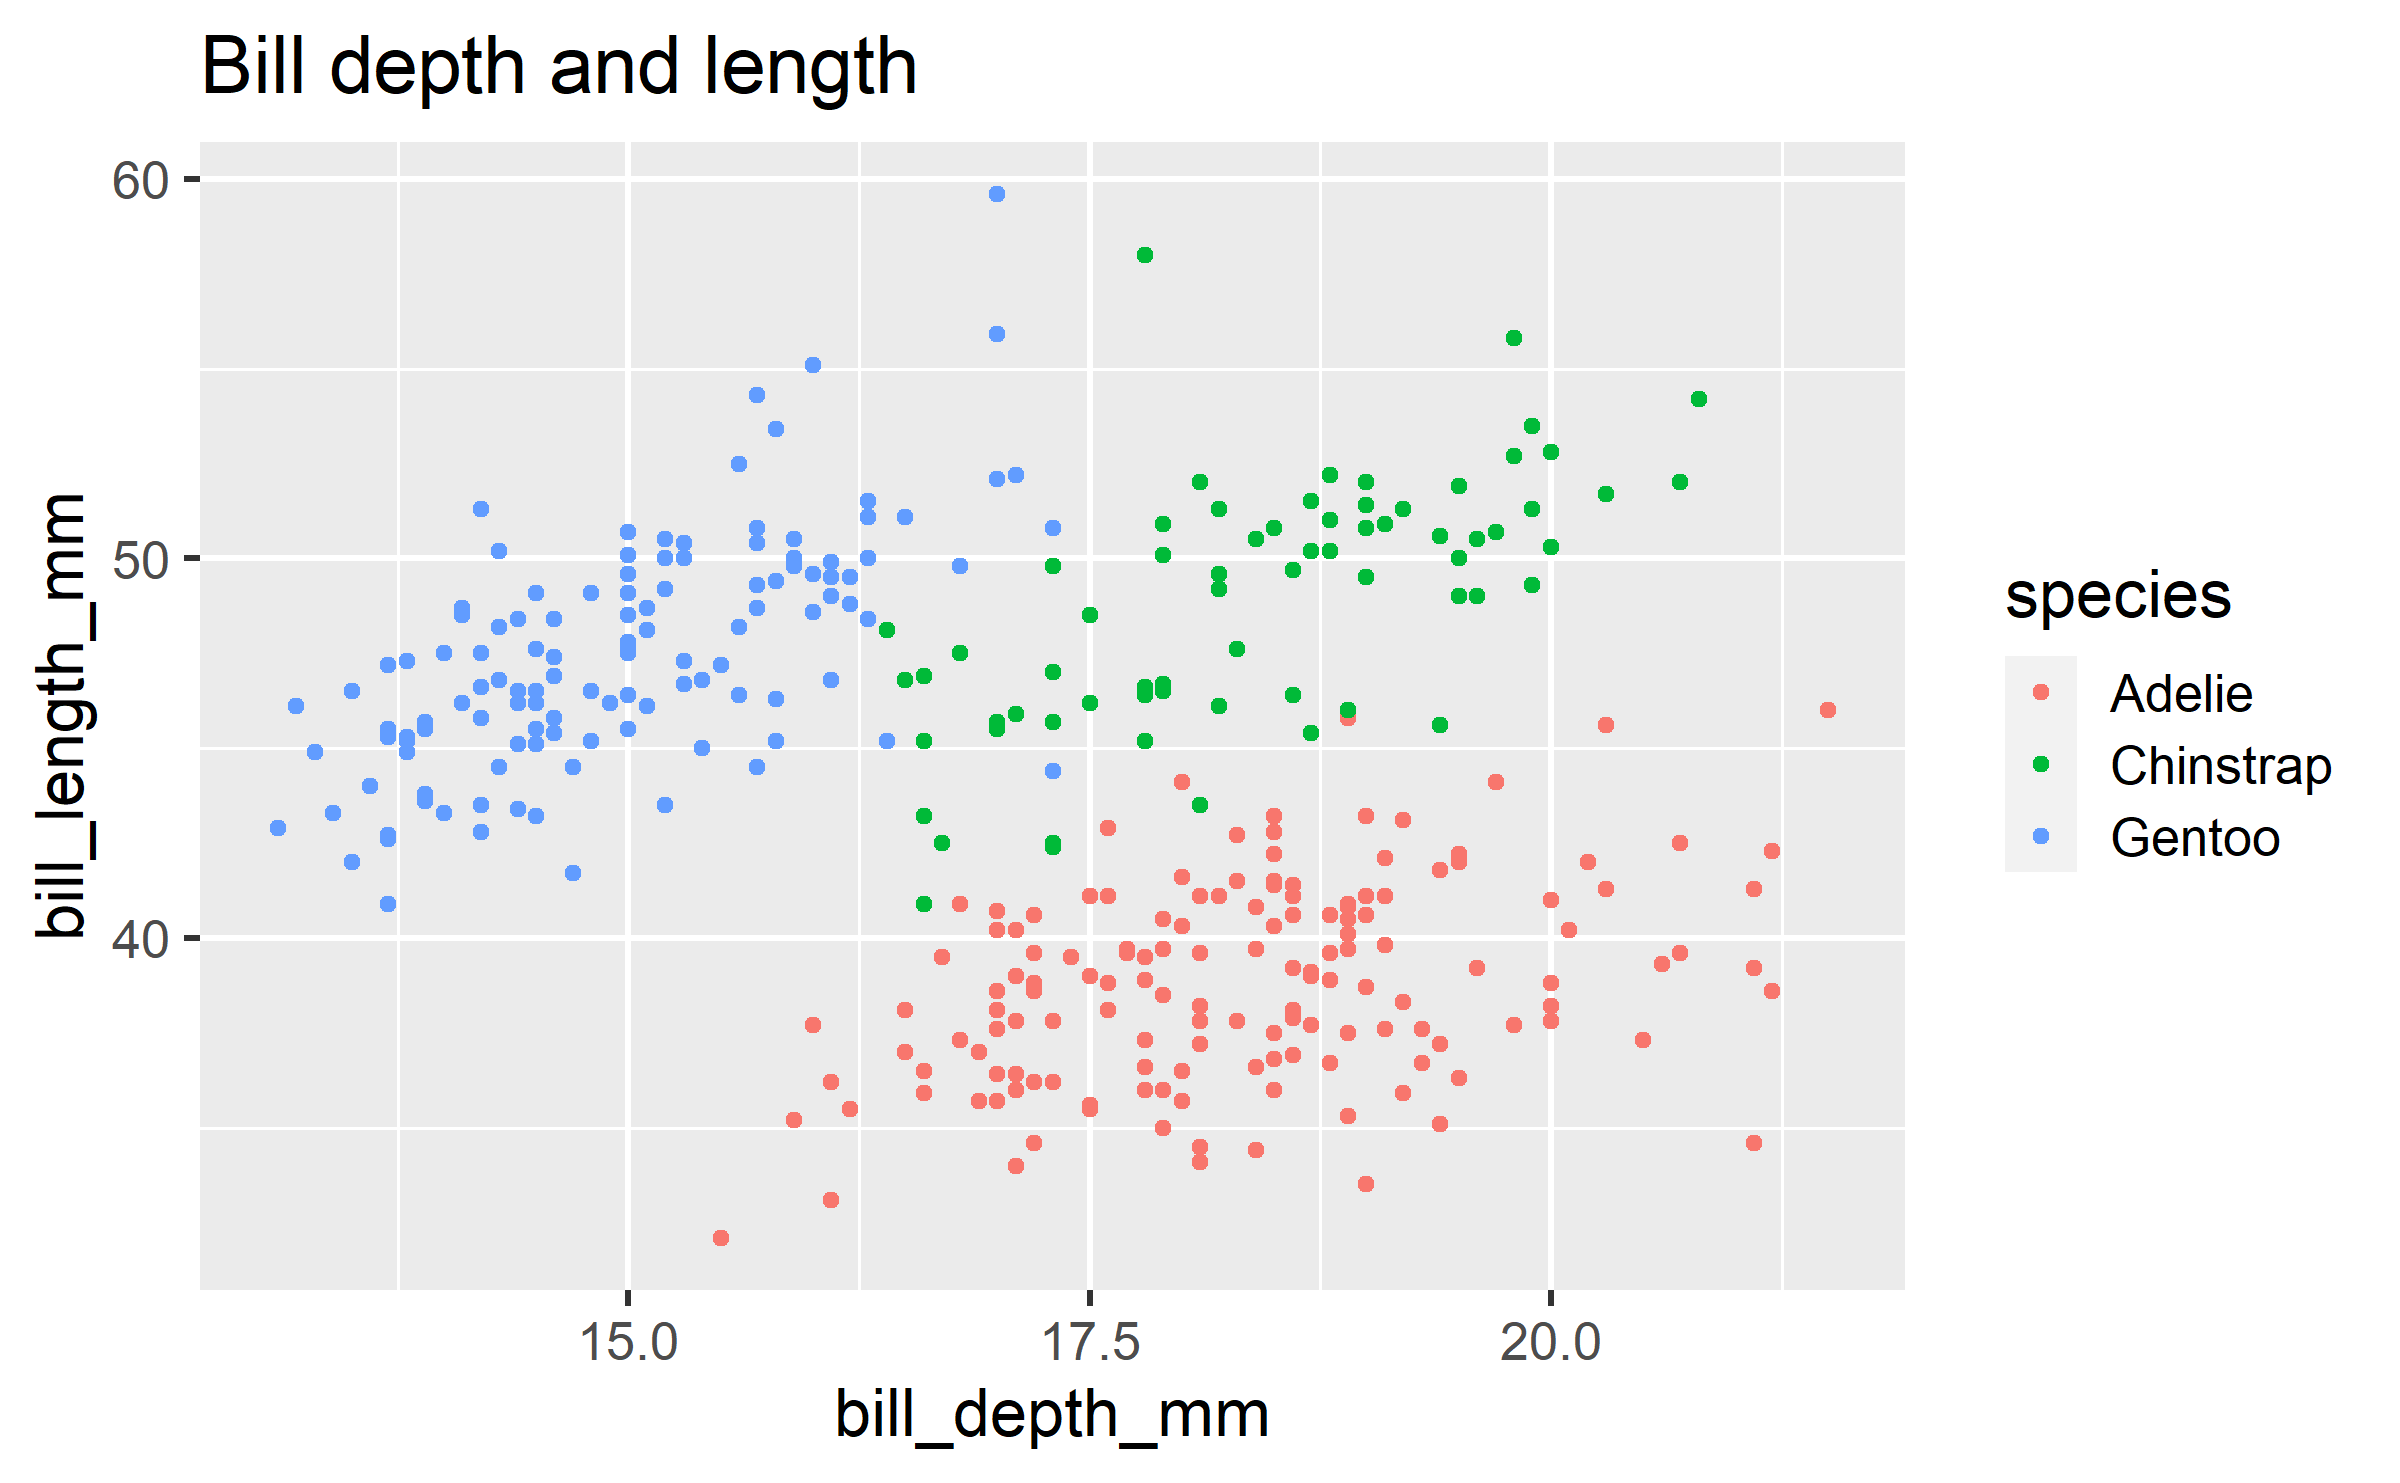 Bill depth and length
60
50
40
bill_length_mm
15.0 17.5 20.0
bill_depth_mm
species
Adelie
Chinstrap
Gentoo